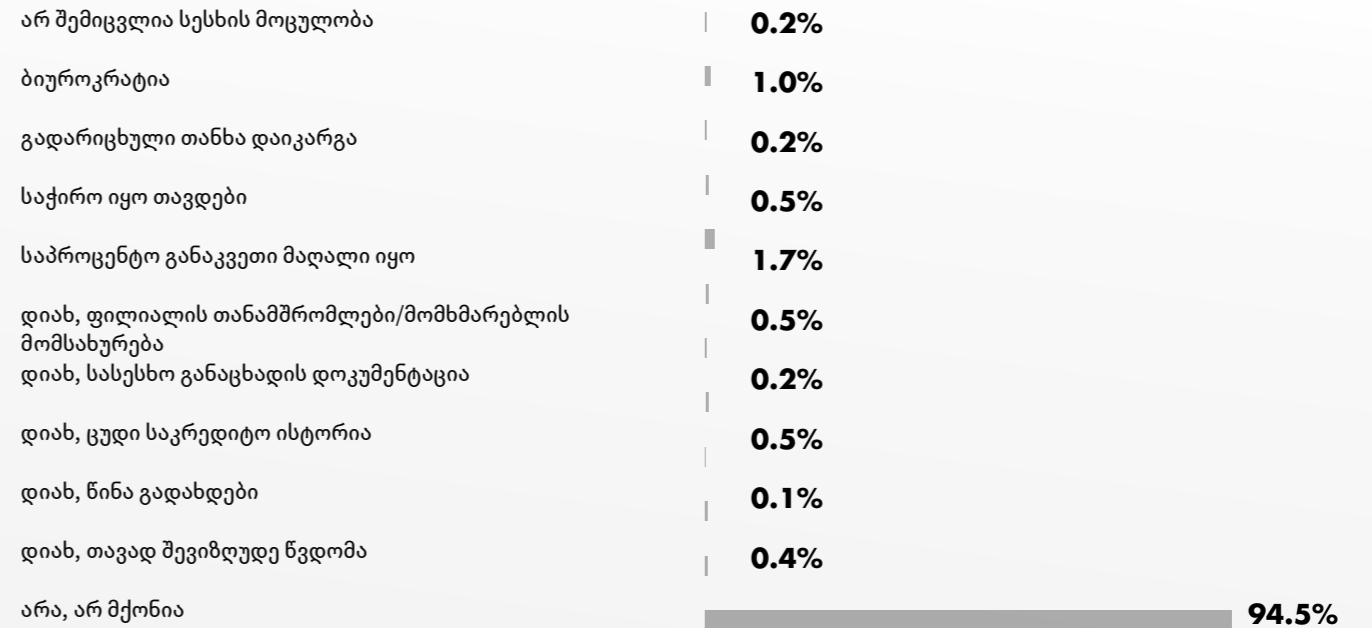 არ შემიცვლია სესხის მოცულობა 0.2%
ბიუროკრატია 1.0%
გადარიცხული თანხა დაიკარგა 0.2%
საჭირო იყო თავდები 0.5%
საპროცენტო განაკვეთი მაღალი იყო 1.7%
დიახ, ფილიალის თანამშრომლები/მომხმარებლის 0.5%
მომსახურება
დიახ, სასესხო განაცხადის დოკუმენტაცია 0.2%
დიახ, ცუდი საკრედიტო ისტორია 0.5%
დიახ, წინა გადახდები 0.1%
დიახ, თავად შევიზღუდე წვდომა 0.4%
არა, არ მქონია 94.5%